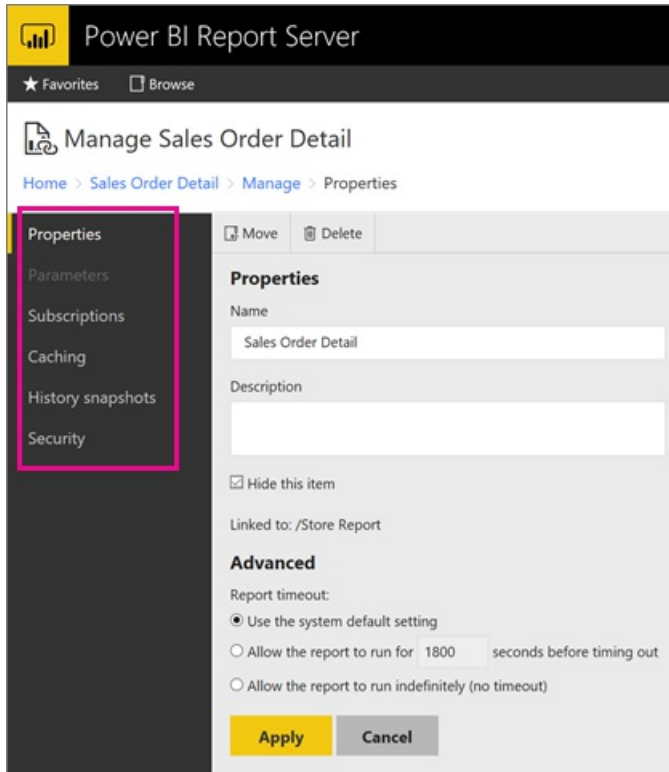 Power BI Report Server
Favorites Browse
Manage Sales Order Detail
Home > Sales Order Detail > Manage > Properties
Properties
Parameters
Subscriptions
Caching
History snapshots
Security
Move Delete
Properties
Name
Sales Order Detail
Description
Hide this item
Linked to: /Store Report
Advanced
Report timeout:
Use the system default setting
Allow the report to run for 1800 seconds before timing out
Allow the report to run indefinitely (no timeout)
Apply Cancel